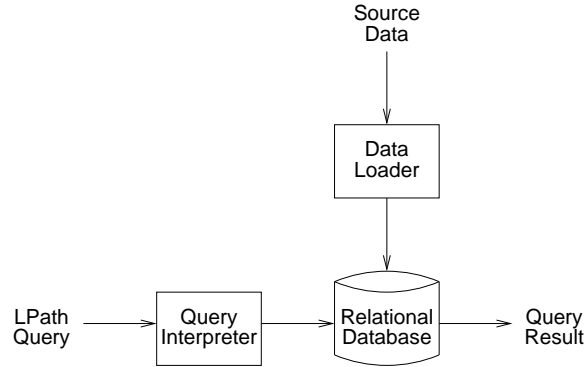 Source
Data
Data
Loader
LPath
Query
Query
Interpreter
Relational
Database
Query
Result